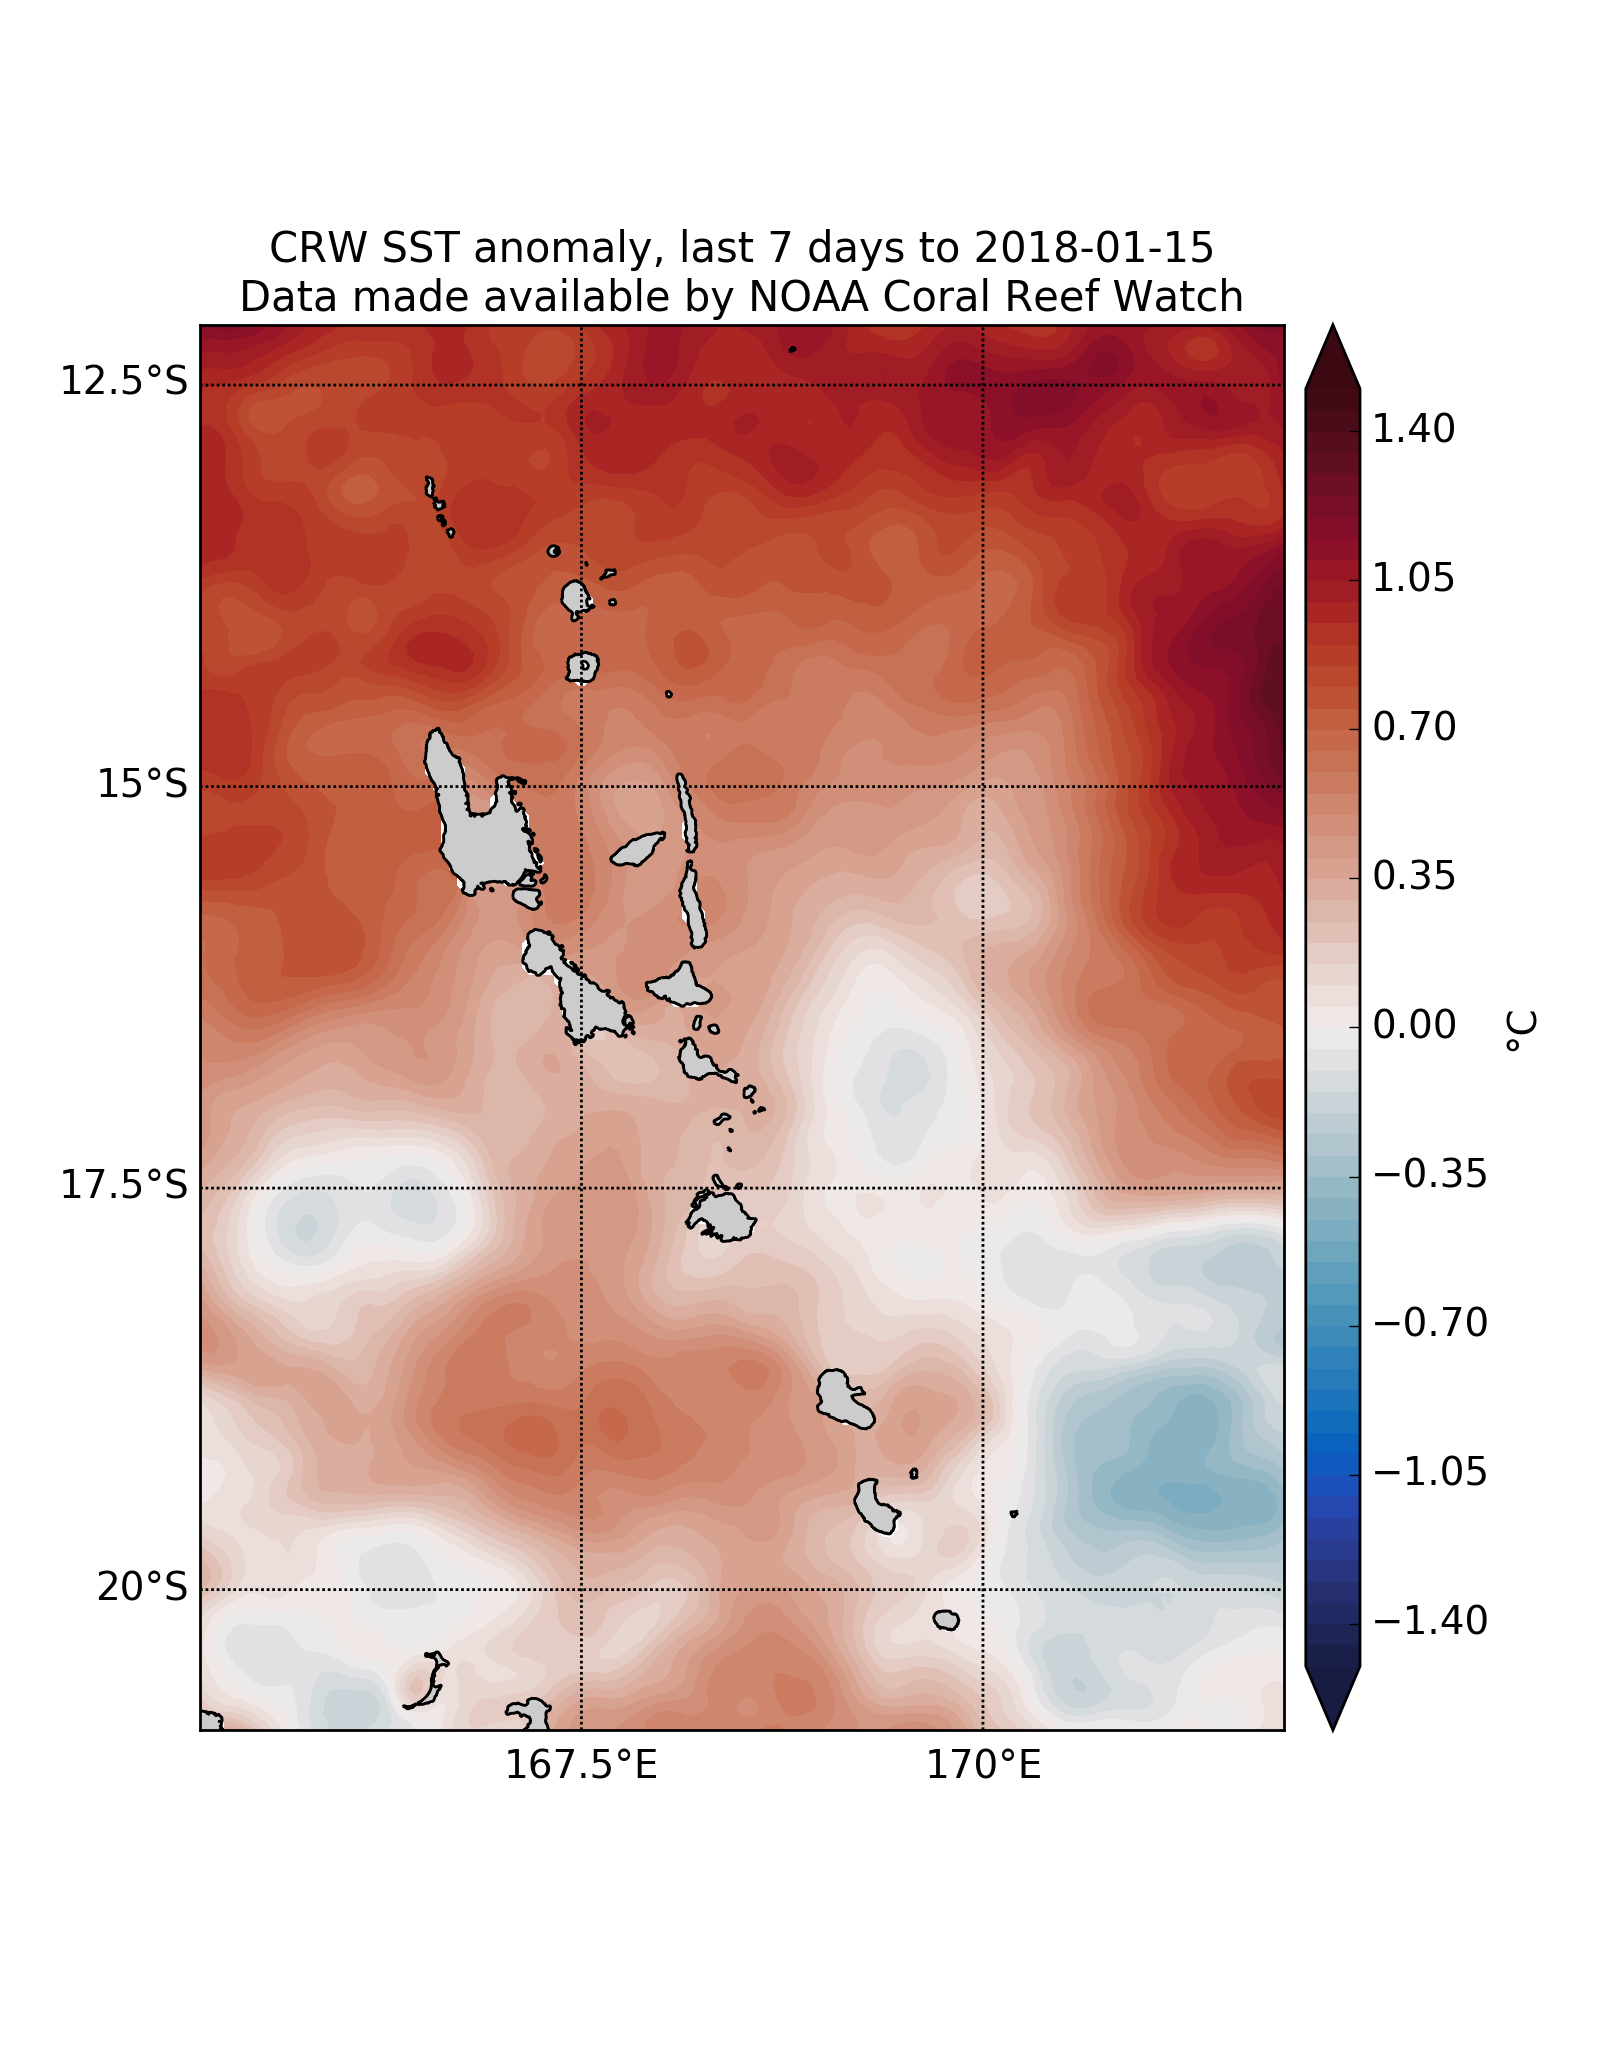 CRW SST anomaly, last 7 days to 2018-01-15
Data made available by NOAA Coral Reef Watch
12.5°S
15°S
17.5°S
20°S
167.5°E
170°E
1.40
1.05
0.70
0.35
0.00
−0.35
−0.70
−1.05
−1.40
°C